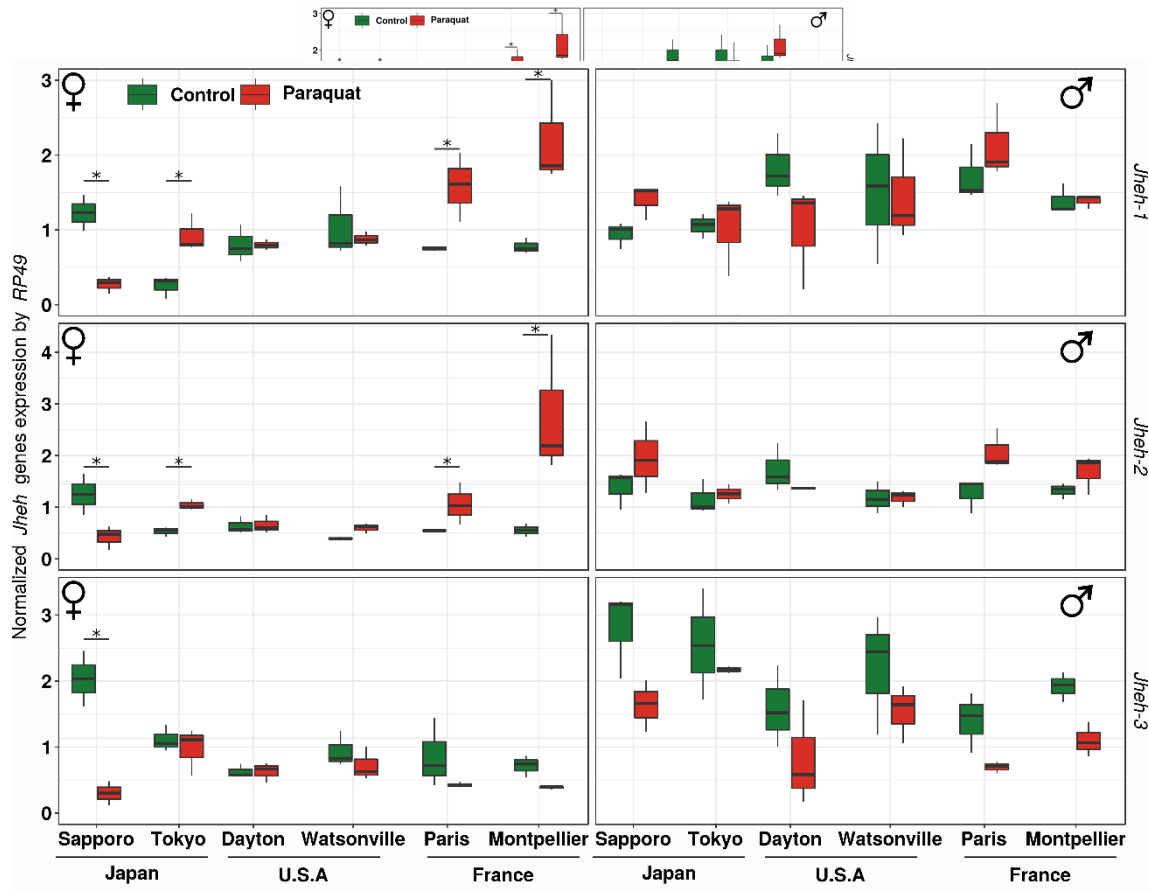 3 ♀ Control Paraquat * * ♂
2 * *
3 ♀ Control Paraquat * ♂
2 * * *
1
0
Jheh-1
♀ * ♂
4
3
2 * * *
1
0
Jheh-2
♀ ♂
3 *
2
1
0
Jheh-3
Normalized Jheh genes expression by RP49
Sapporo Tokyo Dayton Watsonville Paris Montpellier Sapporo Tokyo Dayton Watsonville Paris Montpellier
Japan U.S.A France Japan U.S.A France